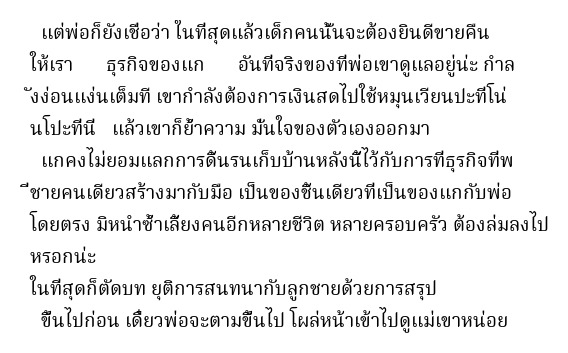 แต่พ่อก็ยังเชื่อว่า ในที่สุดแล้วเด็กคนนั้นจะต้องยินดีขายคืน
ให้เรา ธุรกิจของแก อันที่จริงของที่พ่อเขาดูแลอยู่น่ะ กำล
ังง่อนแง่นเต็มที เขากำลังต้องการเงินสดไปใช้หมุนเวียนปะที่โน่
นโปะที่นี่ แล้วเขาก็ย้ำความ มั่นใจของตัวเองออกมา
แกคงไม่ยอมแลกการดิ้นรนเก็บบ้านหลังนี้ไว้กับการที่ธุรกิจที่พ
ี่ชายคนเดียวสร้างมากับมือ เป็นของชิ้นเดียวที่เป็นของแกกับพ่อ
โดยตรง มิหนำซ้ำเลี้ยงคนอีกหลายชีวิต หลายครอบครัว ต้องล่มลงไป
หรอกน่ะ
ในที่สุดก็ตัดบท ยุติการสนทนากับลูกชายด้วยการสรุป
ขึ้นไปก่อน เดี๋ยวพ่อจะตามขึ้นไป โผล่หน้าเข้าไปดูแม่เขาหน่อย